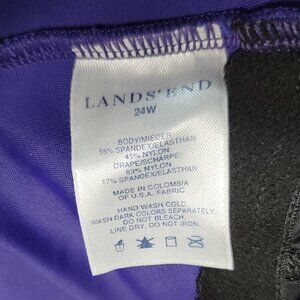 LANDS' END
24W
BODY/MIEDER:
55% SPANDEX/ELASTHAN
45% NYLON
DRAPE/SCHARPE:
83% NYLON
17% SPANDEX/ELASTHAN
MADE IN COLOMBIA
OF U.S.A. FABRIC
HAND WASH COLD.
WASH DARK COLORS SEPARATELY
DO NOT BLEACH.
LINE DRY. DO NOT IRON.